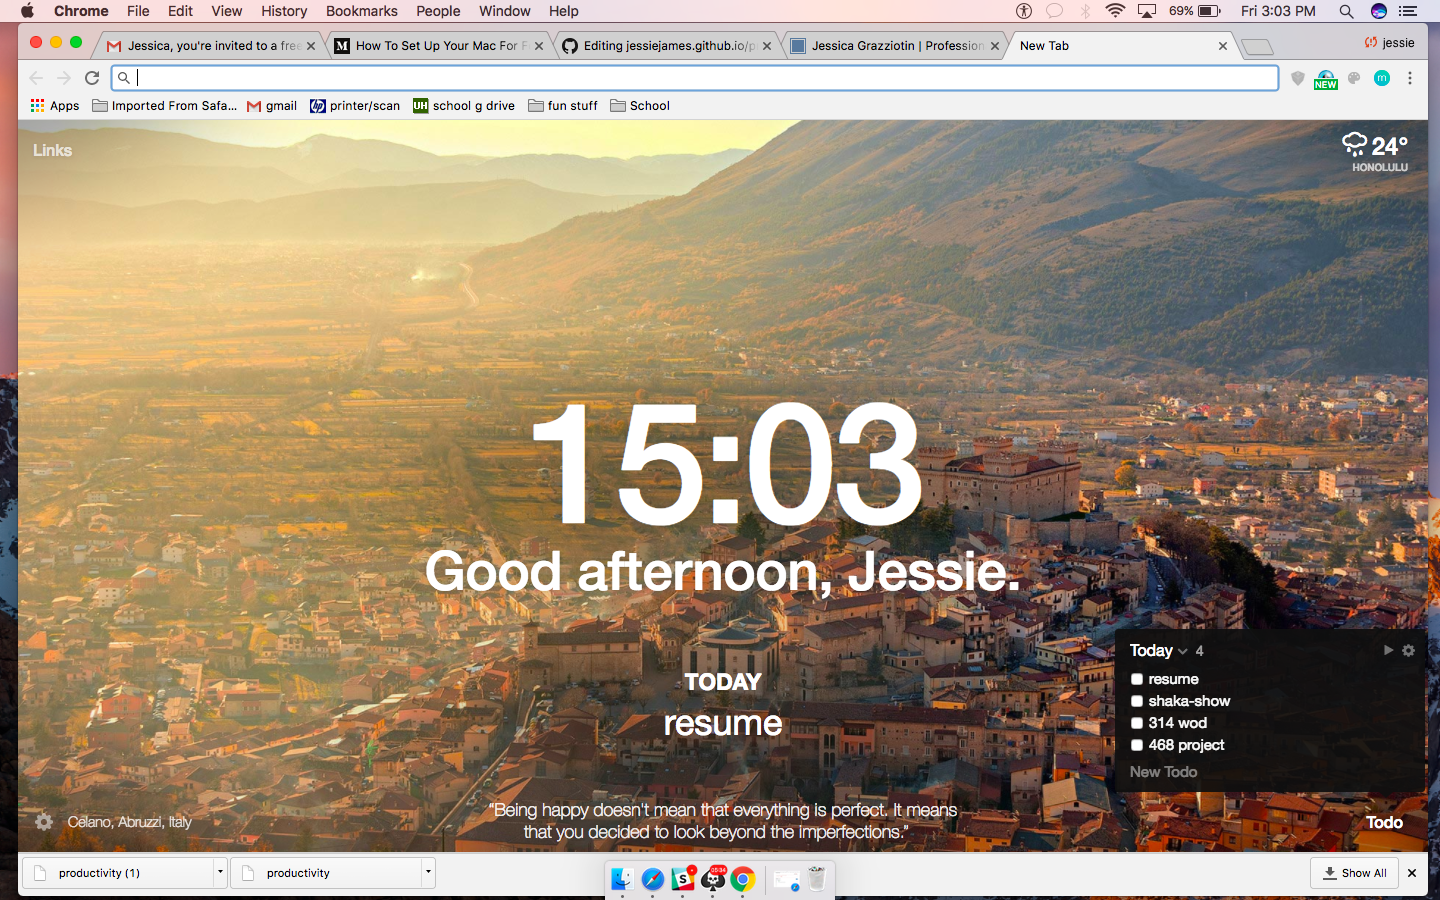 Chrome File Edit View History Bookmarks People Window Help 69% Fri 3:03 PM
Jessica, you're invited to a free
M How To Set Up Your Mac For F
Editing jessiejames.github.io/p
Jessica Grazziotin | Profession
New Tab
jessie
NEW
m
Apps Imported From Safa... gmail printer/scan UH school g drive fun stuff School
Links
24°
HONOLULU
15:03
Good afternoon, Jessie.
TODAY
resume
Today 4
resume
shaka-show
314 wod
468 project
New Todo
“Being happy doesn't mean that everything is perfect. It means
that you decided to look beyond the imperfections.”
Celano, Abruzzi, Italy
Todo
productivity (1)
productivity
Show All